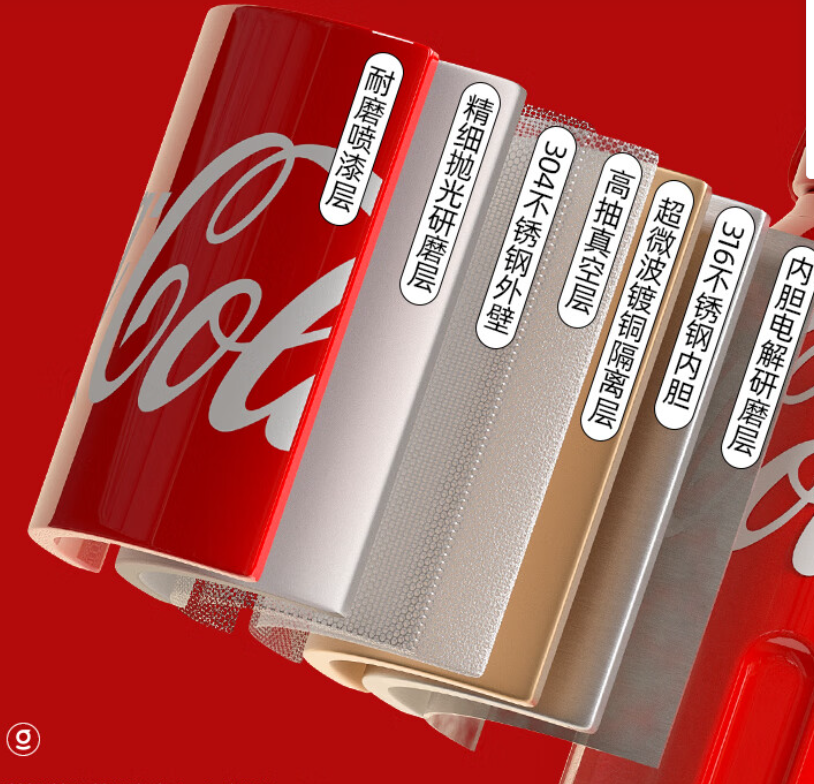 耐磨喷漆层
精细抛光研磨层
304不锈钢外壁
高抽真空层
超微波镀铜隔离层
316不锈钢内胆
内胆电解研磨层
g